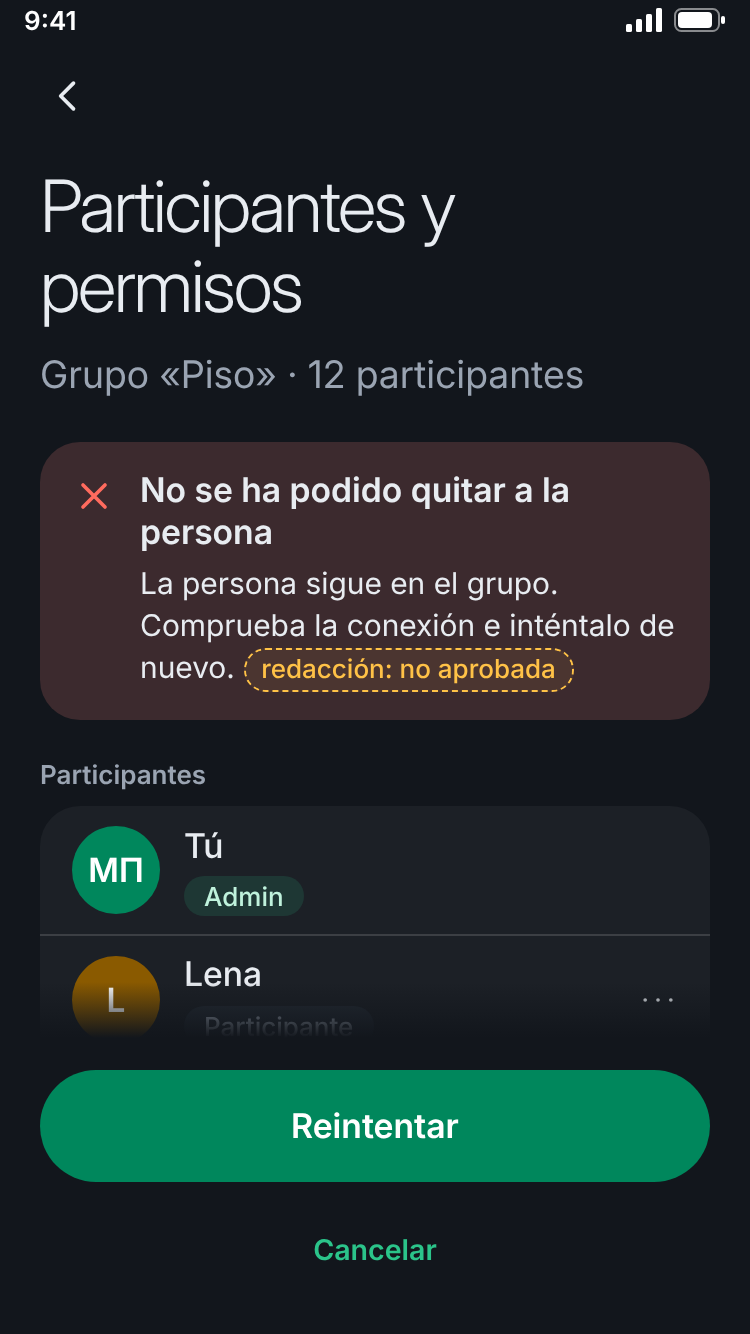 9:41
Participantes y
permisos
Grupo «Piso» · 12 participantes
No se ha podido quitar a la
persona
La persona sigue en el grupo.
Comprueba la conexión e inténtalo de
nuevo. redacción: no aprobada
Participantes
МП
Tú
Admin
L
Lena
...
Participante
Reintentar
Cancelar